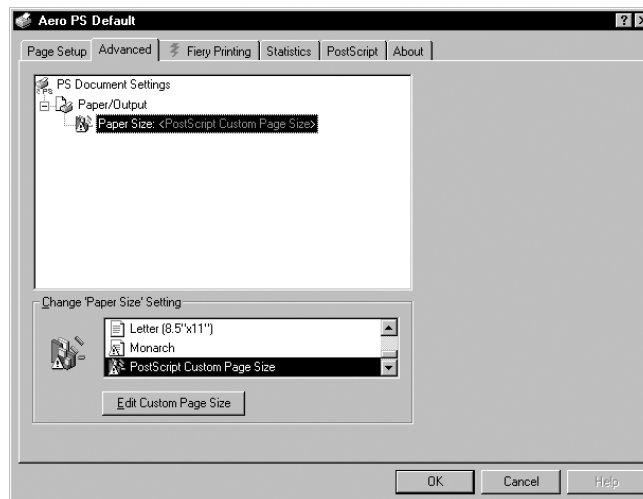 Aero PS Default
Page Setup Advanced Fiery Printing Statistics PostScript About
PS Document Settings
Paper/Output
Paper Size: <PostScript Custom Page Size>
Change 'Paper Size' Setting
Letter (8.5"x11")
Monarch
PostScript Custom Page Size
Edit Custom Page Size
OK Cancel Help